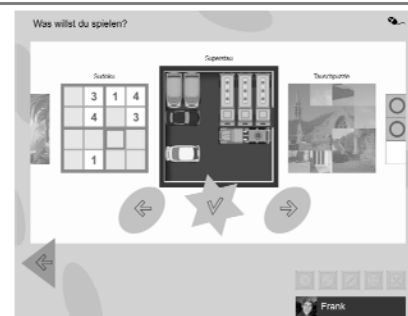 Was willst du spielen?
Superstau
Sudoku
Tauschpuzzle
3 1 4
4 3
1
Frank